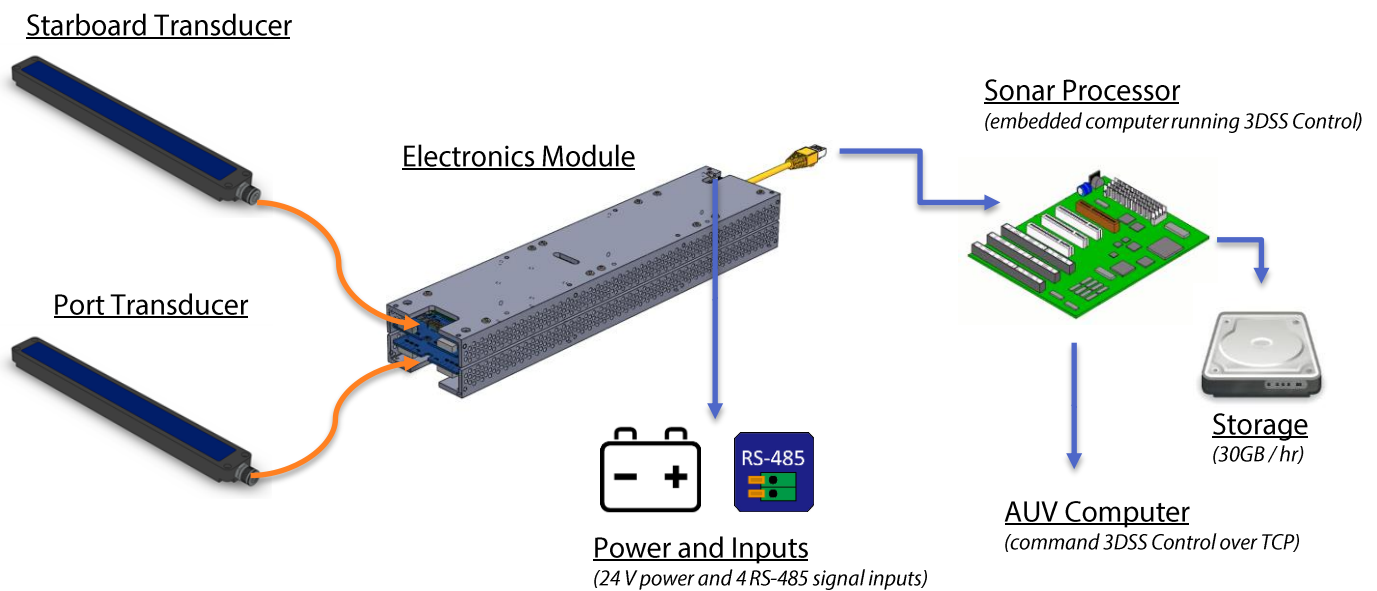 Starboard Transducer
Sonar Processor
(embedded computer running 3DSS Control)
Electronics Module
Port Transducer
Storage
(30GB / hr)
RS-485
AUV Computer
(command 3DSS Control over TCP)
Power and Inputs
(24 V power and 4 RS-485 signal inputs)